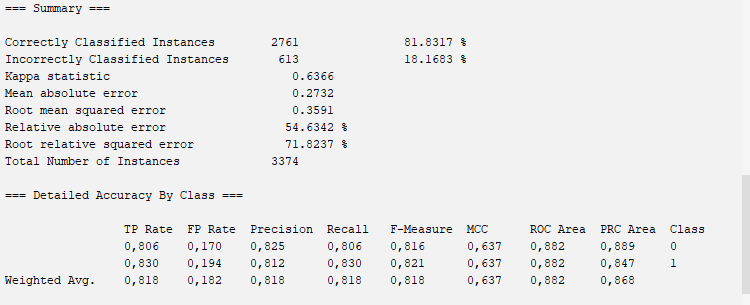 === Summary ===
Correctly Classified Instances 2761 81.8317 %
Incorrectly Classified Instances 613 18.1683 %
Kappa statistic 0.6366
Mean absolute error 0.2732
Root mean squared error 0.3591
Relative absolute error 54.6342 %
Root relative squared error 71.8237 %
Total Number of Instances 3374
=== Detailed Accuracy By Class ===
TP Rate FP Rate Precision Recall F-Measure MCC ROC Area PRC Area Class
0,806 0,170 0,825 0,806 0,816 0,637 0,882 0,889 0
0,830 0,194 0,812 0,830 0,821 0,637 0,882 0,847 1
Weighted Avg. 0,818 0,182 0,818 0,818 0,818 0,637 0,882 0,868